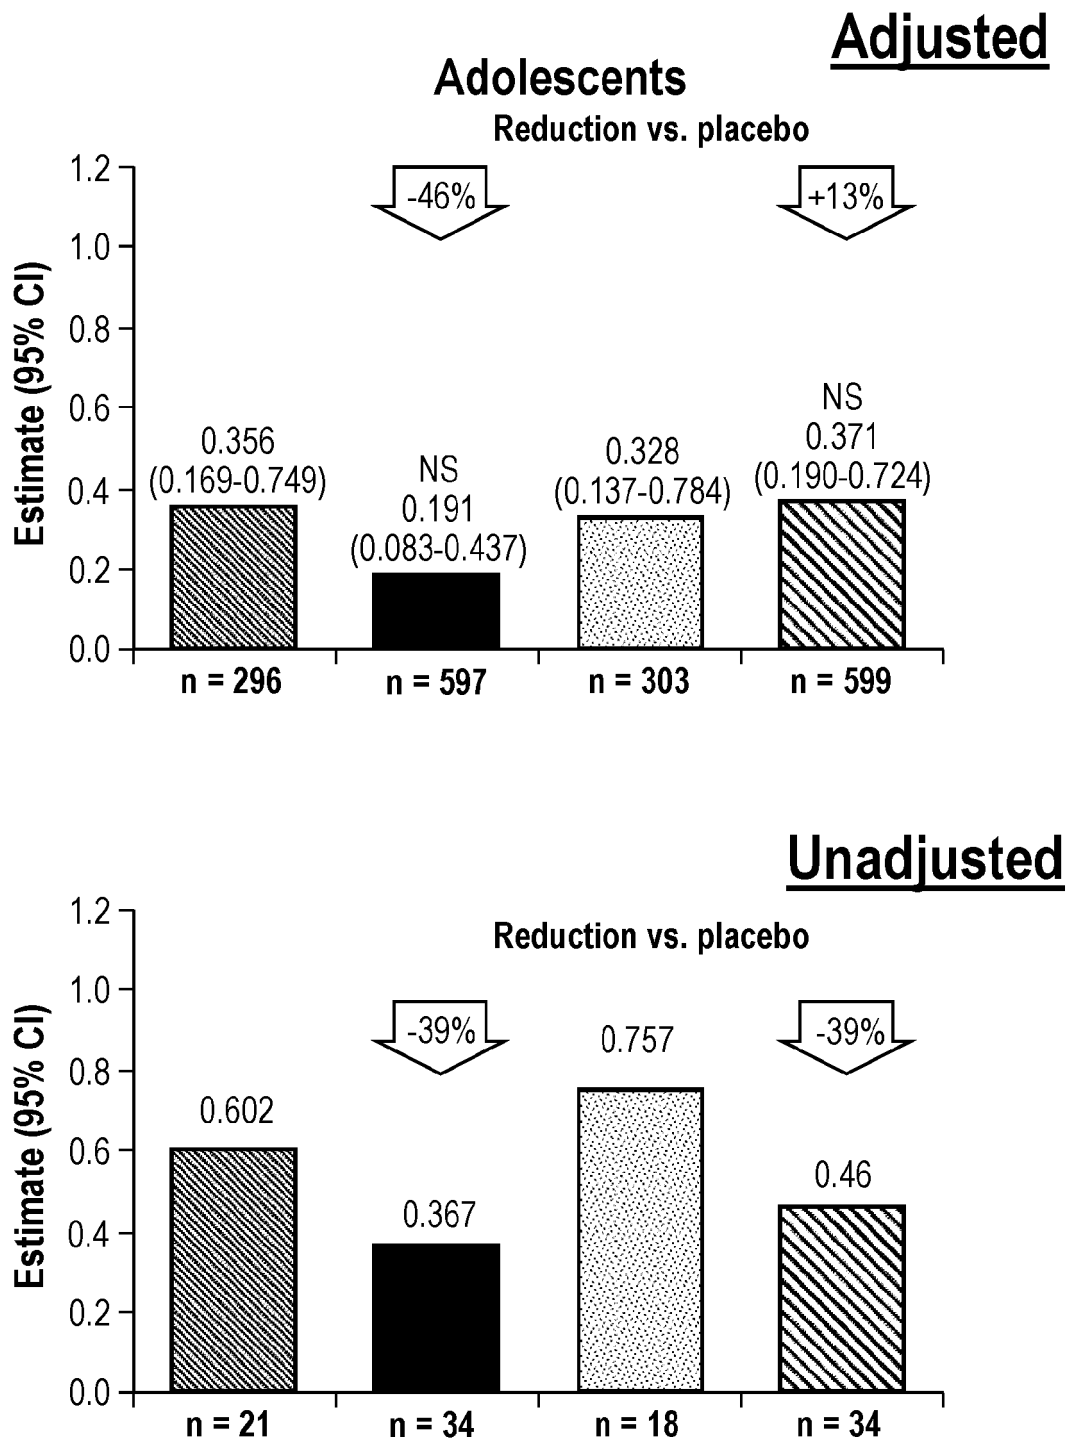 Adjusted
Adolescents
Reduction vs. placebo
-46%
+13%
Estimate (95% CI)
1.2
1.0
0.8
0.6
0.4
0.2
0.0
0.356
(0.169-0.749)
NS
0.191
(0.083-0.437)
0.328
(0.137-0.784)
NS
0.371
(0.190-0.724)
n = 296
n = 597
n = 303
n = 599
Unadjusted
Reduction vs. placebo
-39%
-39%
Estimate (95% CI)
1.2
1.0
0.8
0.6
0.4
0.2
0.0
0.602
0.367
0.757
0.46
n = 21
n = 34
n = 18
n = 34